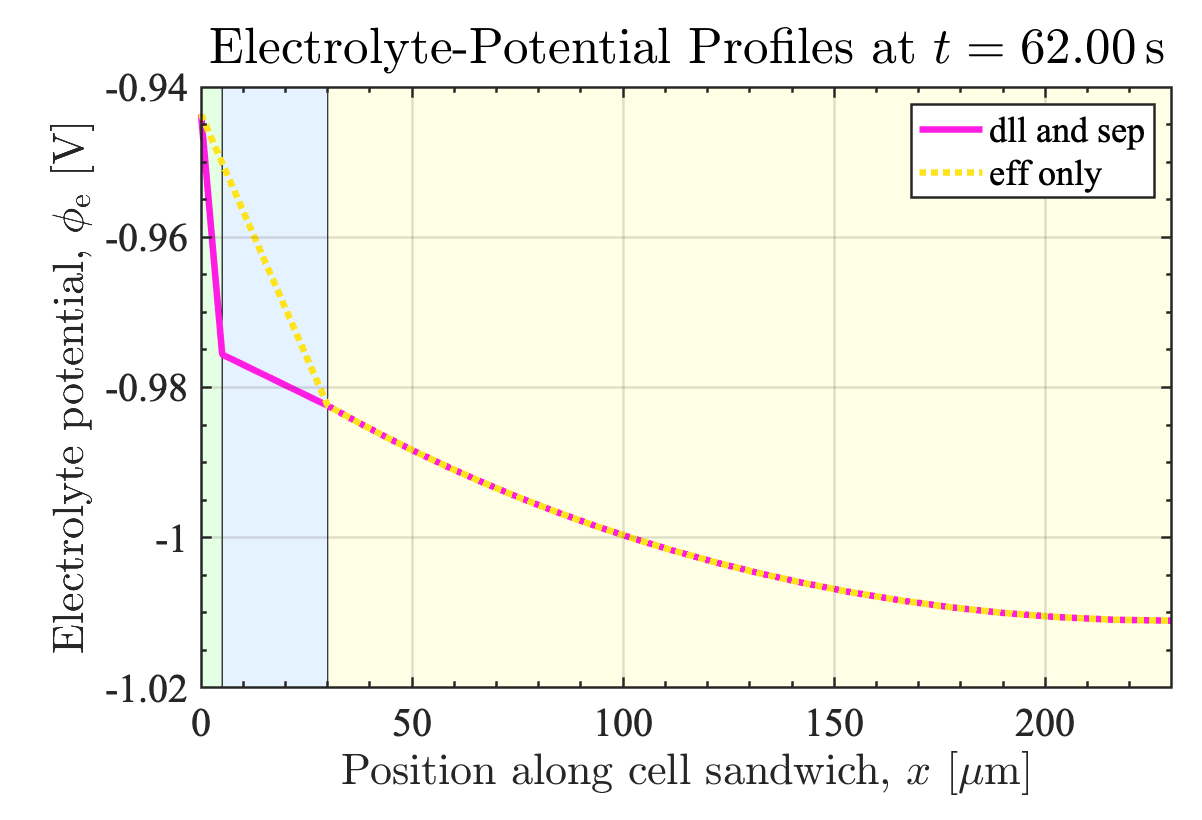 Electrolyte-Potential Profiles at t = 62.00 s
-0.94
-0.96
-0.98
-1
-1.02
Electrolyte potential, ϕe [V]
dll and sep
eff only
0
50
100
150
200
Position along cell sandwich, x [μm]